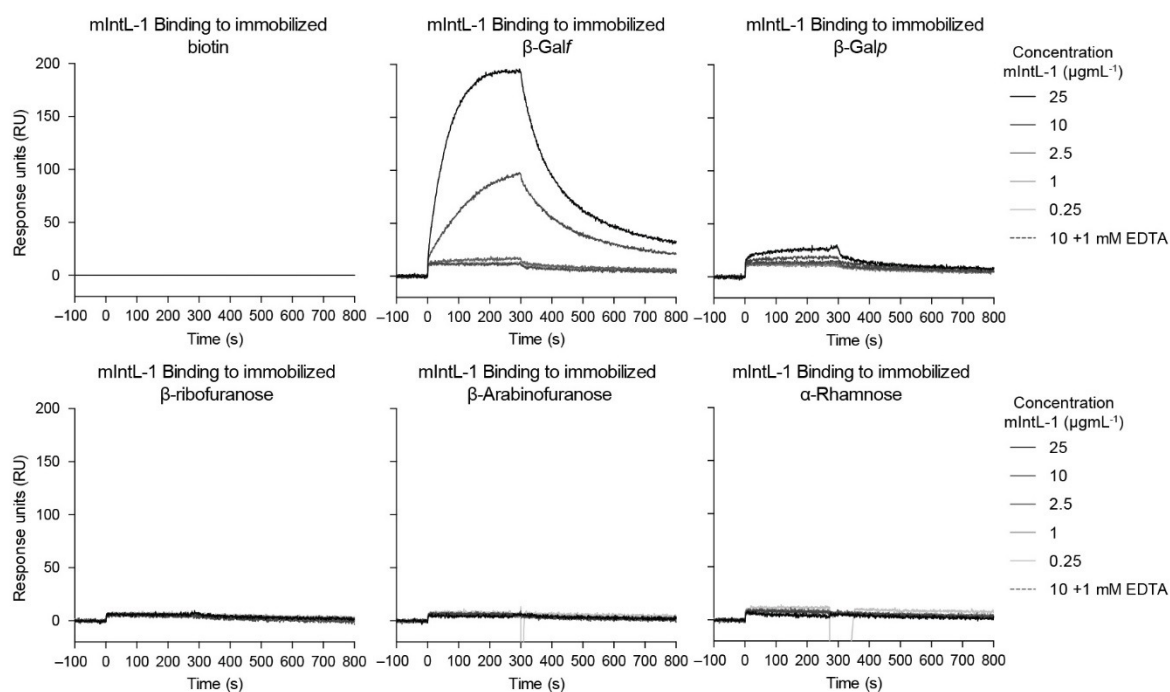 mIntL-1 Binding to immobilized
biotin
mIntL-1 Binding to immobilized
β-Galf
mIntL-1 Binding to immobilized
β-Galp
Response units (RU)
200
150
100
50
0
–100 0 100 200 300 400 500 600 700 800
Time (s)
–100 0 100 200 300 400 500 600 700 800
Time (s)
–100 0 100 200 300 400 500 600 700 800
Time (s)
Concentration
mIntL-1 (µgmL⁻¹)
25
10
2.5
1
0.25
10 +1 mM EDTA
mIntL-1 Binding to immobilized
β-ribofuranose
mIntL-1 Binding to immobilized
β-Arabinofuranose
mIntL-1 Binding to immobilized
α-Rhamnose
Response units (RU)
200
150
100
50
0
–100 0 100 200 300 400 500 600 700 800
Time (s)
–100 0 100 200 300 400 500 600 700 800
Time (s)
–100 0 100 200 300 400 500 600 700 800
Time (s)
Concentration
mIntL-1 (µgmL⁻¹)
25
10
2.5
1
0.25
10 +1 mM EDTA